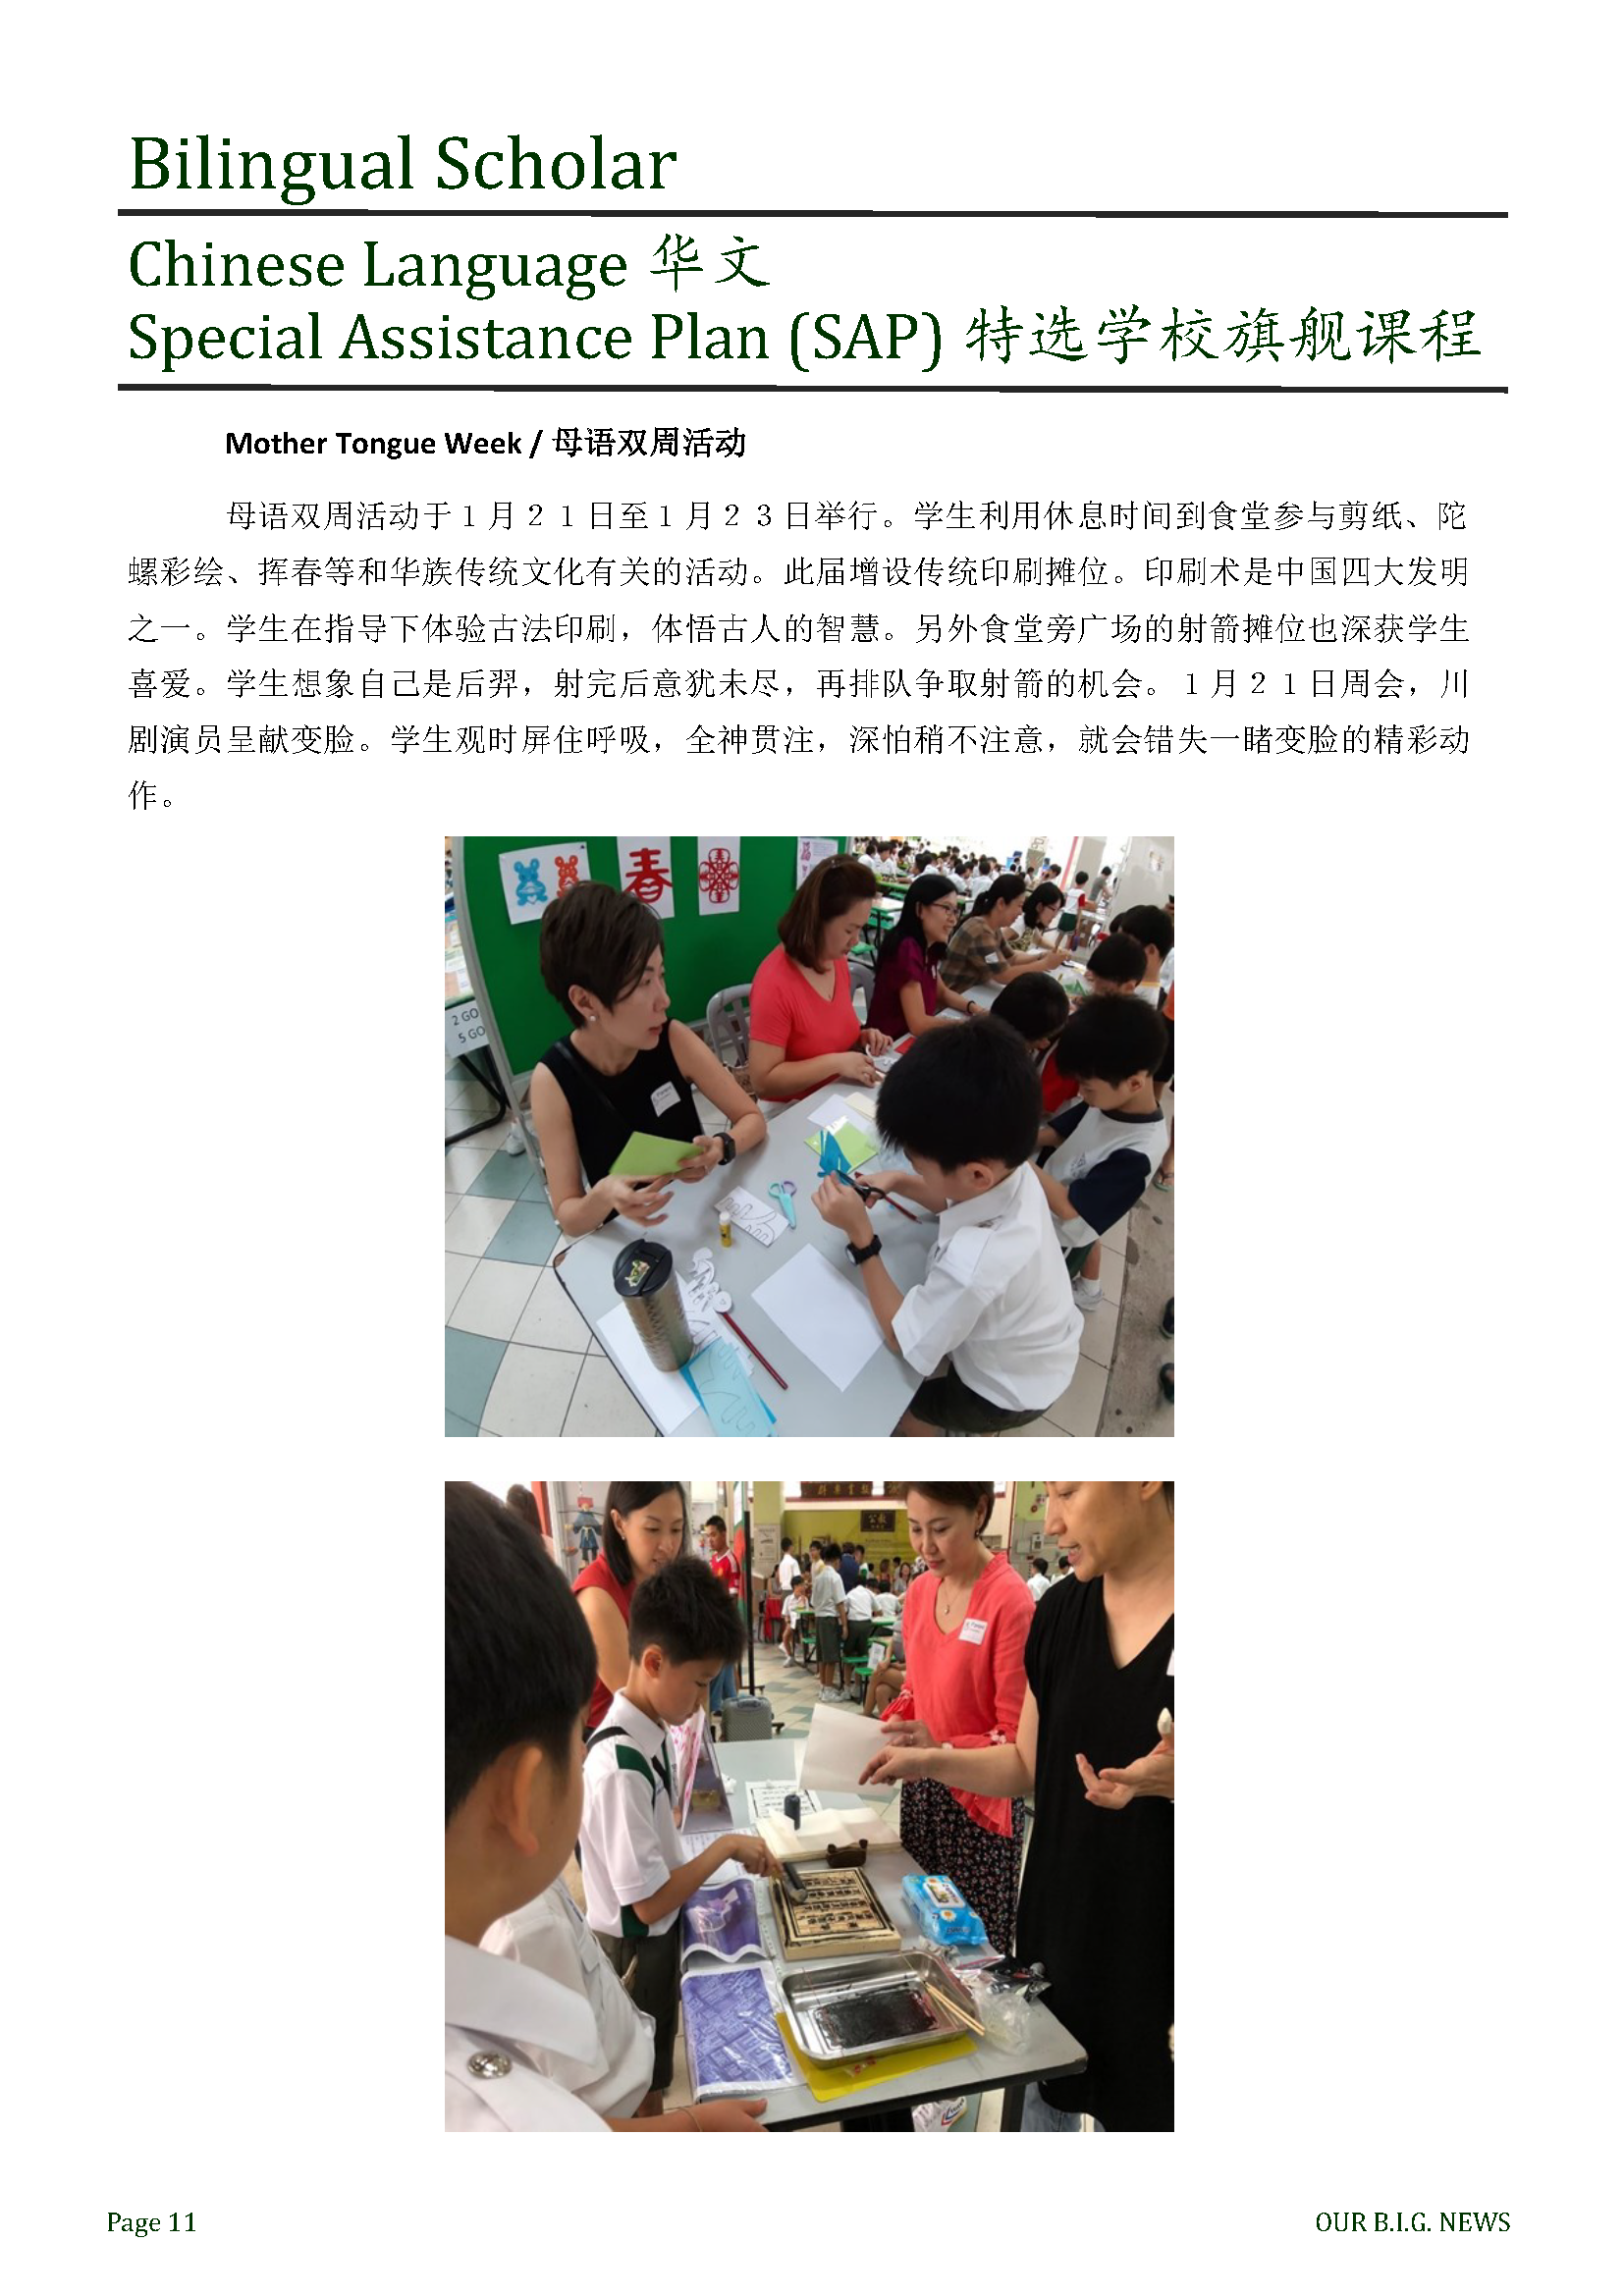 Bilingual Scholar
Chinese Language 华文
Special Assistance Plan (SAP) 特选学校旗舰课程
Mother Tongue Week / 母语双周活动
母语双周活动于１月２１日至１月２３日举行。学生利用休息时间到食堂参与剪纸、陀
螺彩绘、挥春等和华族传统文化有关的活动。此届增设传统印刷摊位。印刷术是中国四大发明
之一。学生在指导下体验古法印刷，体悟古人的智慧。另外食堂旁广场的射箭摊位也深获学生
喜爱。学生想象自己是后羿，射完后意犹未尽，再排队争取射箭的机会。１月２１日周会，川
剧演员呈献变脸。学生观时屏住呼吸，全神贯注，深怕稍不注意，就会错失一睹变脸的精彩动
作。
春
2 GO
5 GO
公教
Page 11
OUR B.I.G. NEWS